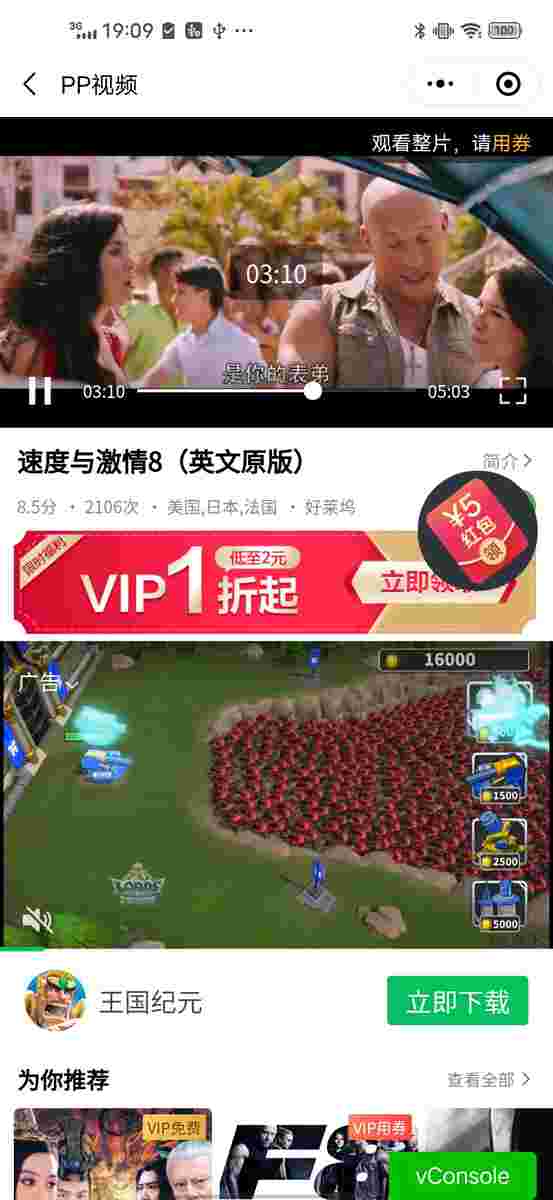 3G 19:09
100
PP视频
观看整片，请用券
03:10
是你的表弟
03:10
05:03
速度与激情8（英文原版）
简介
8.5分 · 2106次 · 美国,日本,法国 · 好莱坞
¥5
红包
领
限时福利
VIP1折起
低至2元
立即领
16000
广告
1500
2500
LORDS
5000
王国纪元
立即下载
为你推荐
查看全部
VIP免费
VIP用券
F8
vConsole